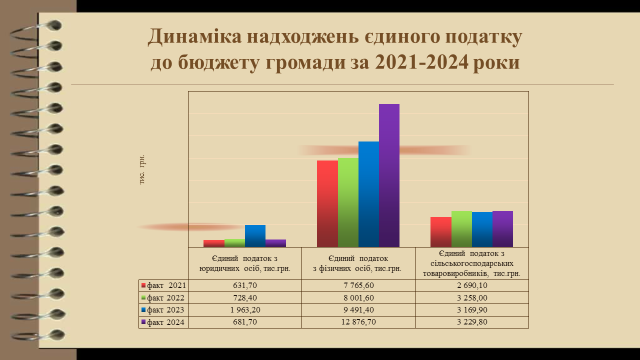 Динаміка надходжень єдиного податку
до бюджету громади за 2021-2024 роки
тис. грн.
Єдиний податок з
юридичних осіб, тис.грн.
Єдиний податок
з фізичних осіб, тис.грн.
Єдиний податок з
сільськогосподарських
товаровиробників, тис.грн.
факт 2021 631,70 7 765,60 2 690,10
факт 2022 728,40 8 001,60 3 258,00
факт 2023 1 963,20 9 491,40 3 169,90
факт 2024 681,70 12 876,70 3 229,80